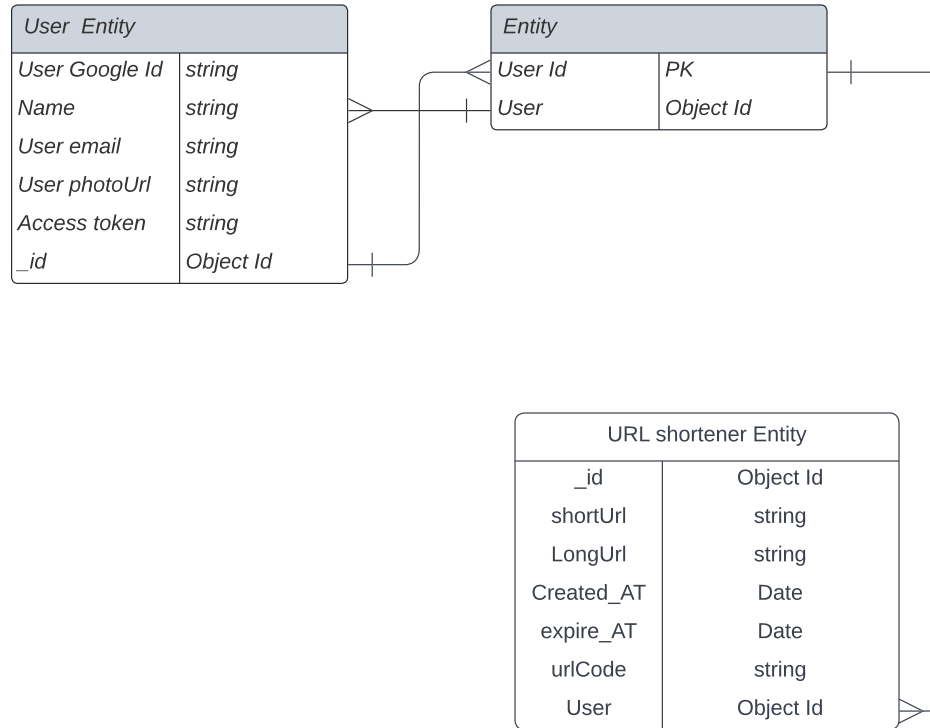 User  Entity
User Google Id string
Name string
User email string
User photoUrl string
Access token string
_id Object Id
Entity
User Id PK
User Object Id
URL shortener Entity
_id Object Id
shortUrl string
LongUrl string
Created_AT Date
expire_AT Date
urlCode string
User Object Id